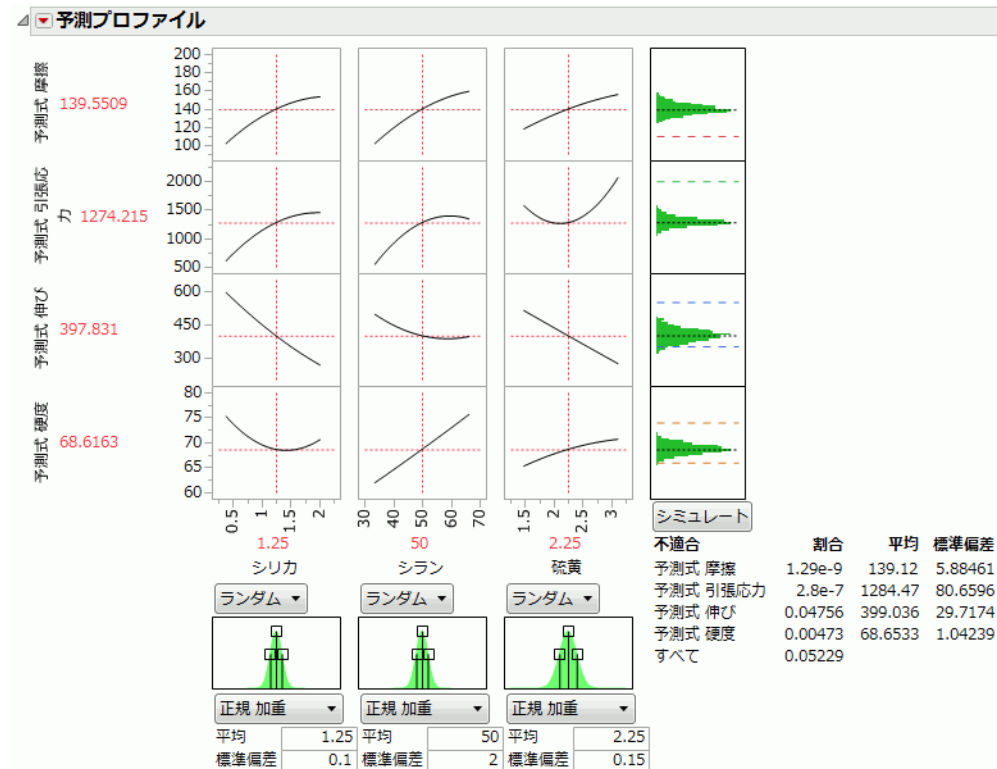 予測プロファイル
予測式 摩擦
139.5509
200
180
160
140
120
100
予測式 引張応力
1274.215
2000
1500
1000
500
予測式 伸び
397.831
600
450
300
予測式 硬度
68.6163
80
75
70
65
60
0.5 1 1.5 2
30 40 50 60 70
1.5 2 2.5 3
1.25 50 2.25
シリカ シラン 硫黄
ランダム ランダム ランダム
正規 加重 正規 加重 正規 加重
平均 1.25 平均 50 平均 2.25
標準偏差 0.1 標準偏差 2 標準偏差 0.15
シミュレート
不適合 割合 平均 標準偏差
予測式 摩擦 1.29e-9 139.12 5.88461
予測式 引張応力 2.8e-7 1284.47 80.6596
予測式 伸び 0.04756 399.036 29.7174
予測式 硬度 0.00473 68.6533 1.04239
すべて 0.05229